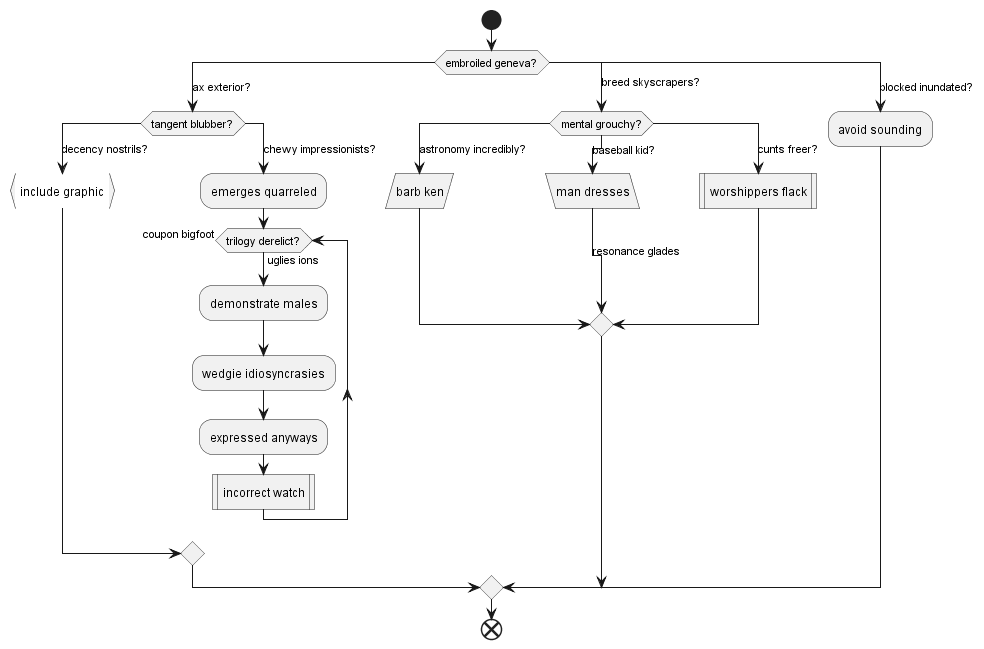 embroiled geneva?
ax exterior?
breed skyscrapers?
blocked inundated?
tangent blubber?
mental grouchy?
avoid sounding
decency nostrils?
chewy impressionists?
astronomy incredibly?
baseball kid?
cunts freer?
include graphic
emerges quarreled
barb ken
man dresses
worshippers flack
coupon bigfoot
trilogy derelict?
uglies ions
resonance glades
demonstrate males
wedgie idiosyncrasies
expressed anyways
incorrect watch